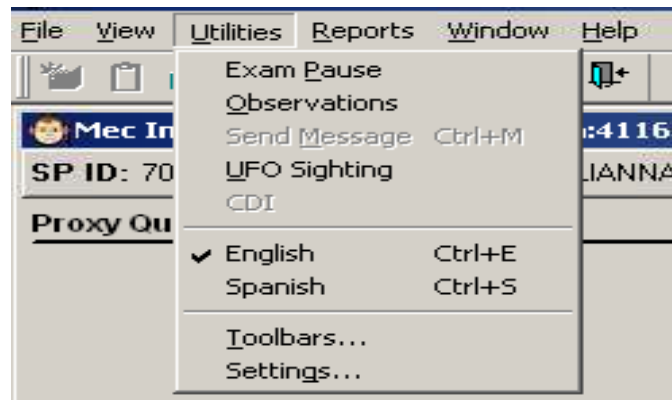 File View Utilities Reports Window Help
Exam Pause
Observations
Mec In :4116
Send Message Ctrl+M
SP ID: 70 LIANNA
UFO Sighting
CDI
Proxy Qu
English Ctrl+E
Spanish Ctrl+S
Toolbars...
Settings...